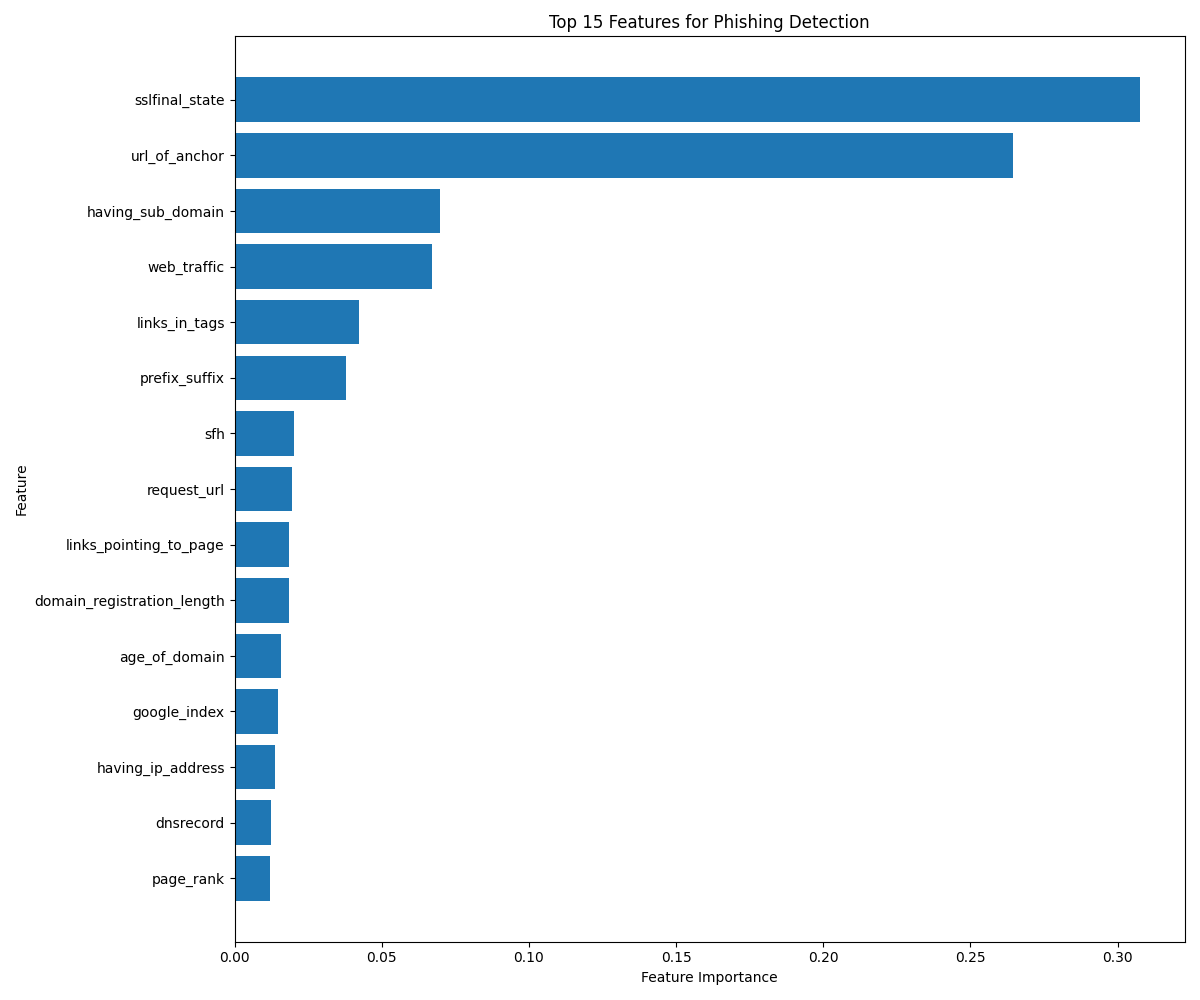 Top 15 Features for Phishing Detection
sslfinal_state
url_of_anchor
having_sub_domain
web_traffic
links_in_tags
prefix_suffix
sfh
request_url
links_pointing_to_page
domain_registration_length
age_of_domain
google_index
having_ip_address
dnsrecord
page_rank
Feature
0.00 0.05 0.10 0.15 0.20 0.25 0.30
Feature Importance